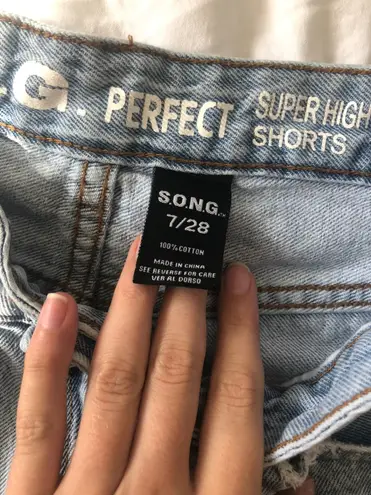 .G. PERFECT SUPER HIGH
SHORTS
S.O.N.G.
7/28
100% COTTON
MADE IN CHINA
SEE REVERSE FOR CARE
VER AL DORSO